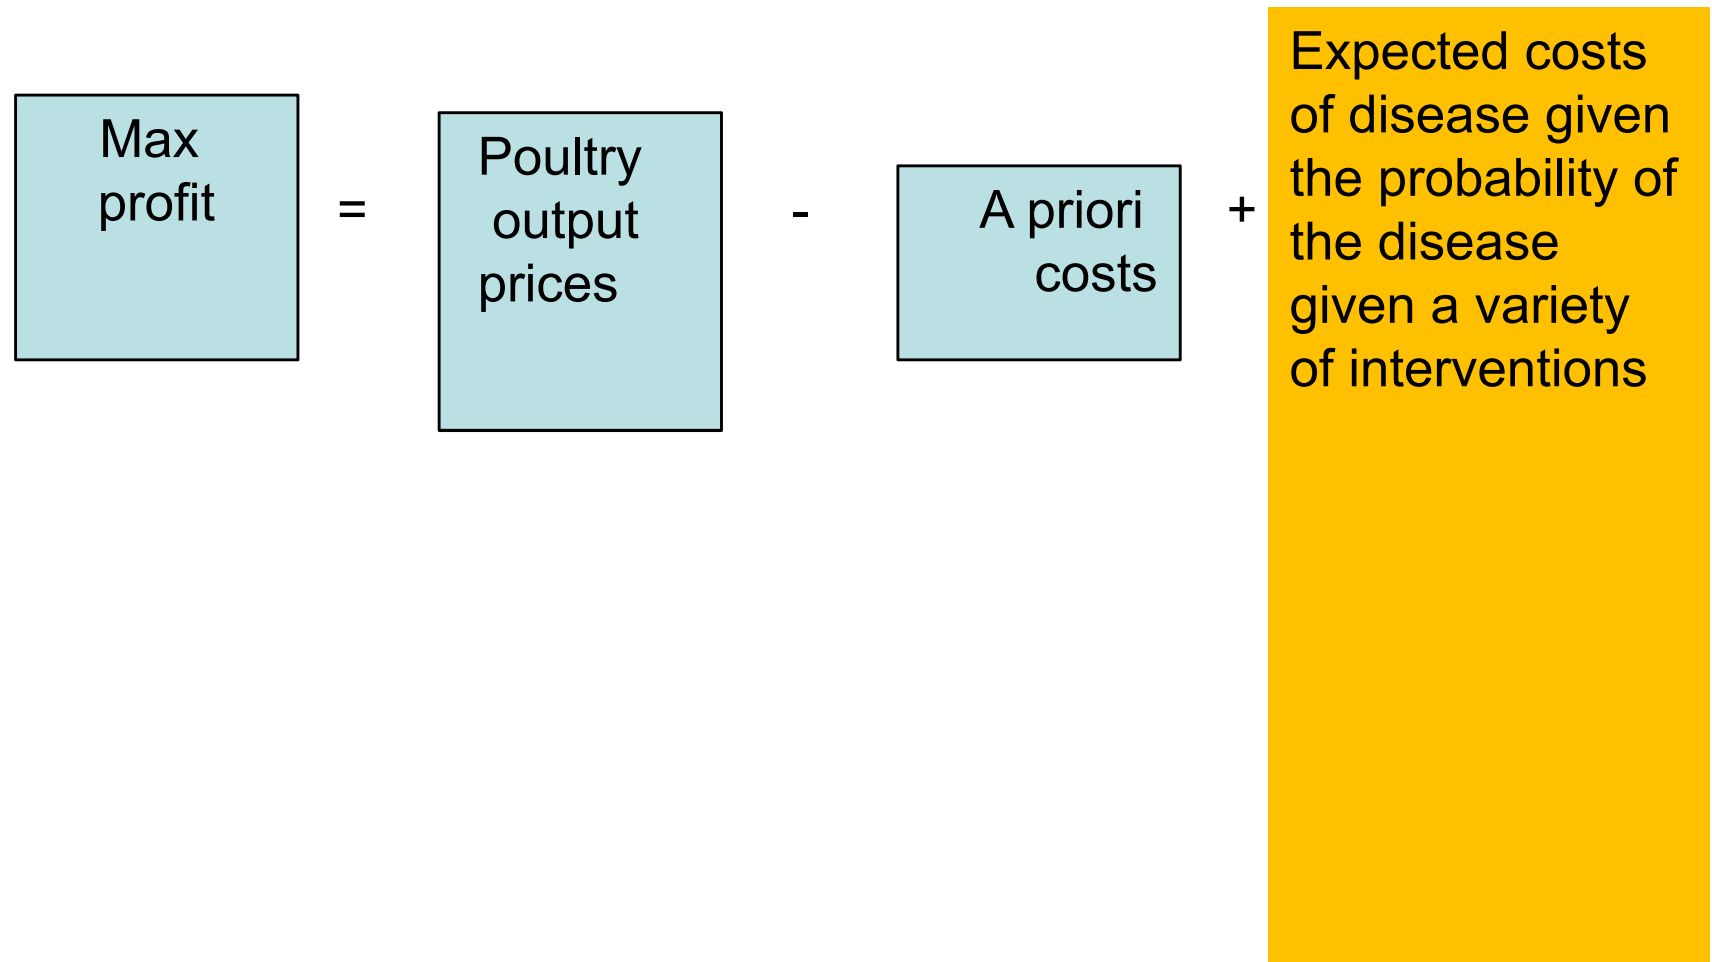 Max
profit
=
Poultry
output
prices
-
A priori
costs
+
Expected costs
of disease given
the probability of
the disease
given a variety
of interventions